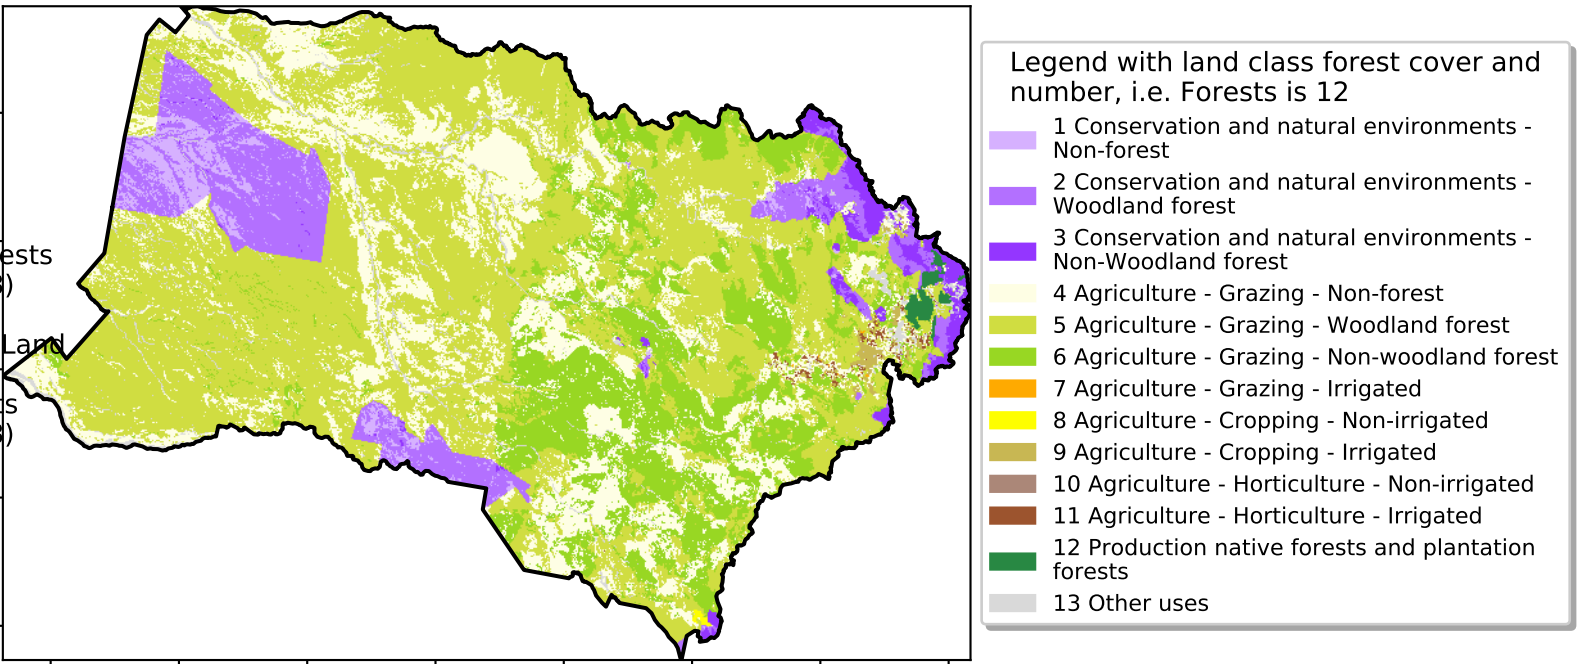 Legend with land class forest cover and
number, i.e. Forests is 12
1 Conservation and natural environments -
Non-forest
2 Conservation and natural environments -
Woodland forest
3 Conservation and natural environments -
Non-Woodland forest
4 Agriculture - Grazing - Non-forest
5 Agriculture - Grazing - Woodland forest
6 Agriculture - Grazing - Non-woodland forest
7 Agriculture - Grazing - Irrigated
8 Agriculture - Cropping - Non-irrigated
9 Agriculture - Cropping - Irrigated
10 Agriculture - Horticulture - Non-irrigated
11 Agriculture - Horticulture - Irrigated
12 Production native forests and plantation
forests
13 Other uses
ests
)
Land
ts
)